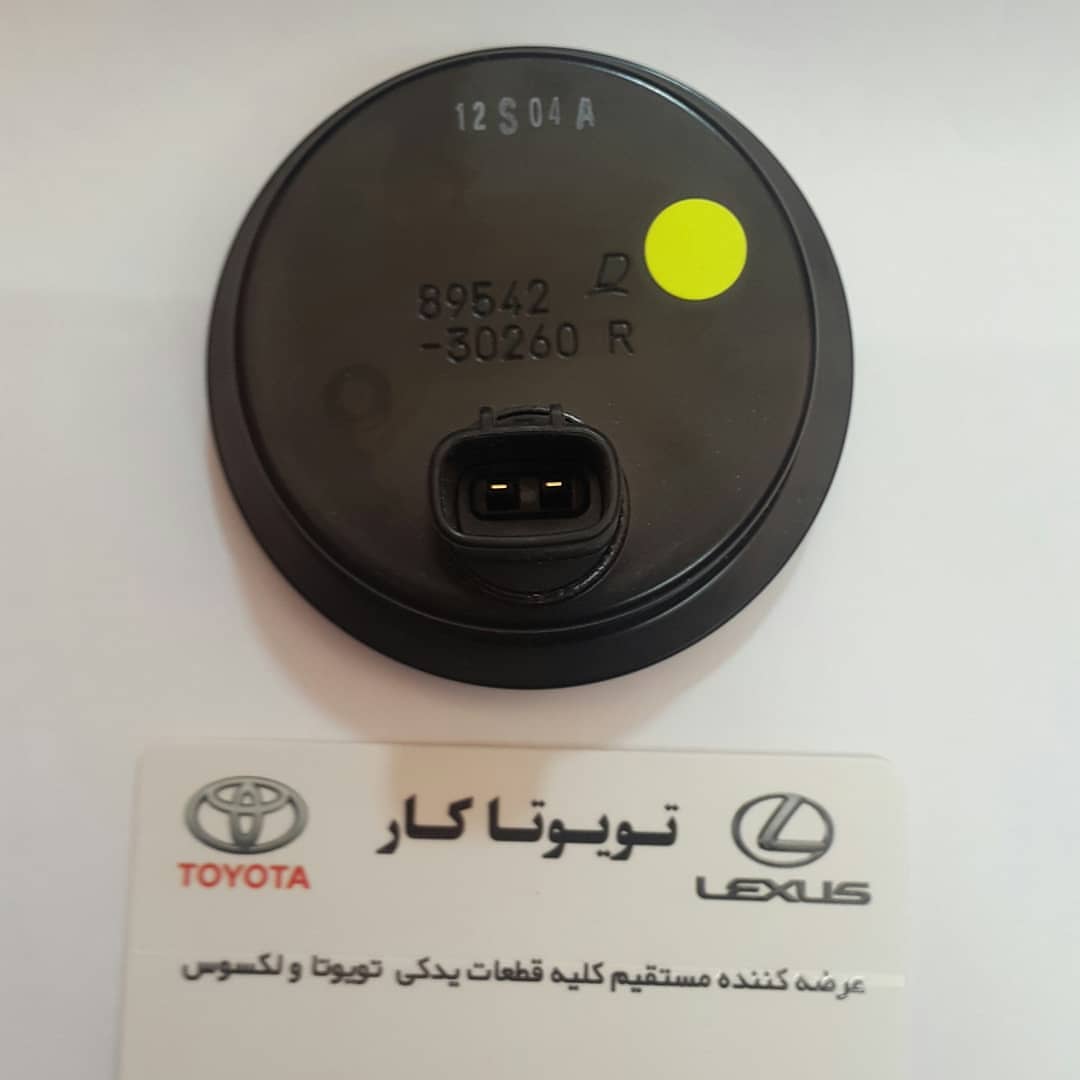 12 S 04 A
D
89542
-30260 R
TOYOTA
تویوتا کار
LEXUS
عرضه کننده مستقیم کلیه قطعات یدکی تویوتا و لکسوس